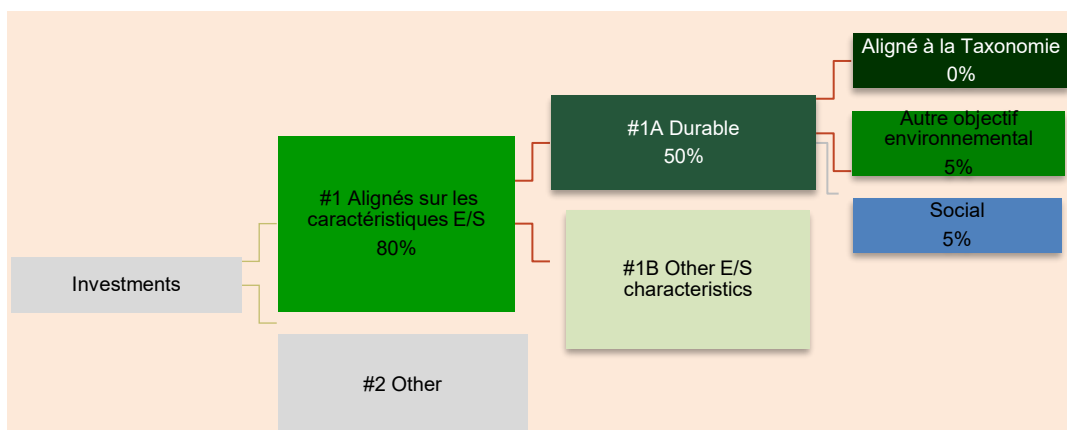 Investments
#1 Alignés sur les
caractéristiques E/S
80%
#2 Other
#1A Durable
50%
#1B Other E/S
characteristics
Aligné à la Taxonomie
0%
Autre objectif
environnemental
5%
Social
5%